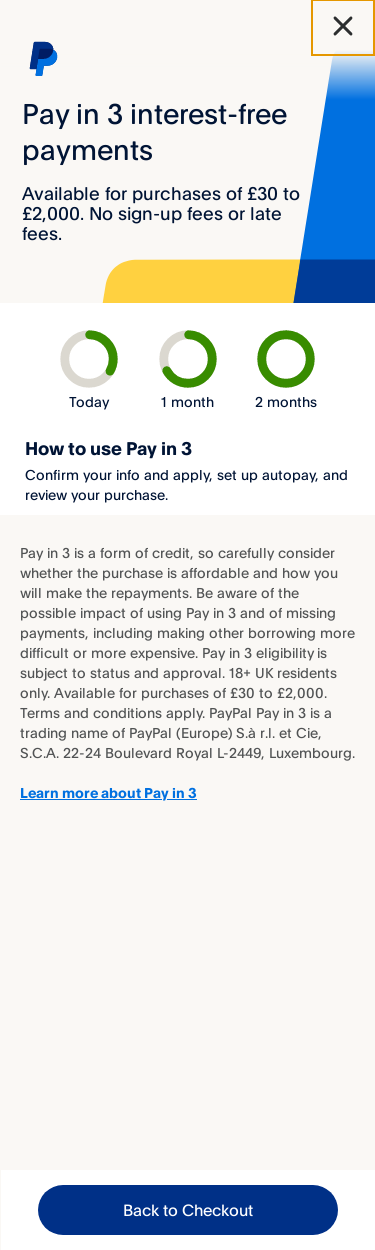 Pay in 3 interest-free
payments
Available for purchases of £30 to
£2,000. No sign-up fees or late
fees.
Today
1 month
2 months
How to use Pay in 3
Confirm your info and apply, set up autopay, and
review your purchase.
Pay in 3 is a form of credit, so carefully consider
whether the purchase is affordable and how you
will make the repayments. Be aware of the
possible impact of using Pay in 3 and of missing
payments, including making other borrowing more
difficult or more expensive. Pay in 3 eligibility is
subject to status and approval. 18+ UK residents
only. Available for purchases of £30 to £2,000.
Terms and conditions apply. PayPal Pay in 3 is a
trading name of PayPal (Europe) S.à r.l. et Cie,
S.C.A. 22-24 Boulevard Royal L-2449, Luxembourg.
Learn more about Pay in 3
Back to Checkout